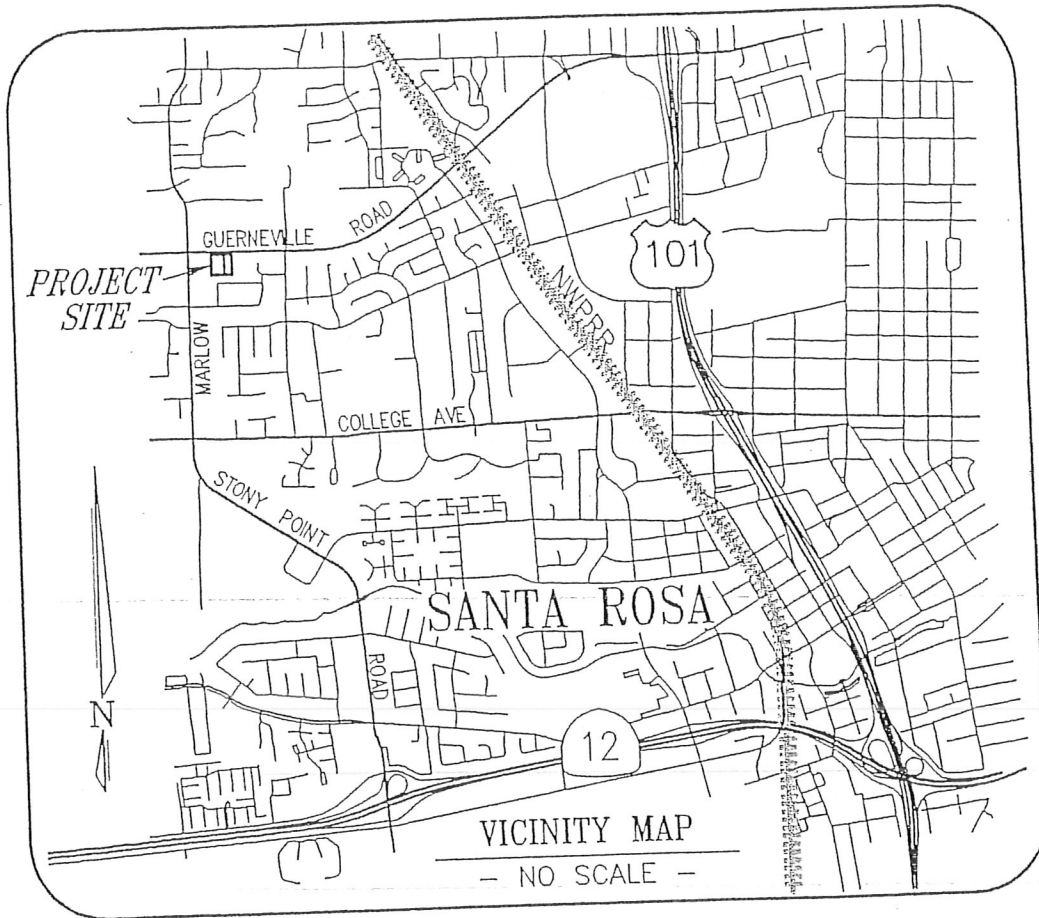 GUERNEVILLE ROAD
PROJECT
SITE
101
NWPRR
MARLOW
COLLEGE AVE
STONY POINT
ROAD
SANTA ROSA
N
12
VICINITY MAP
– NO SCALE –